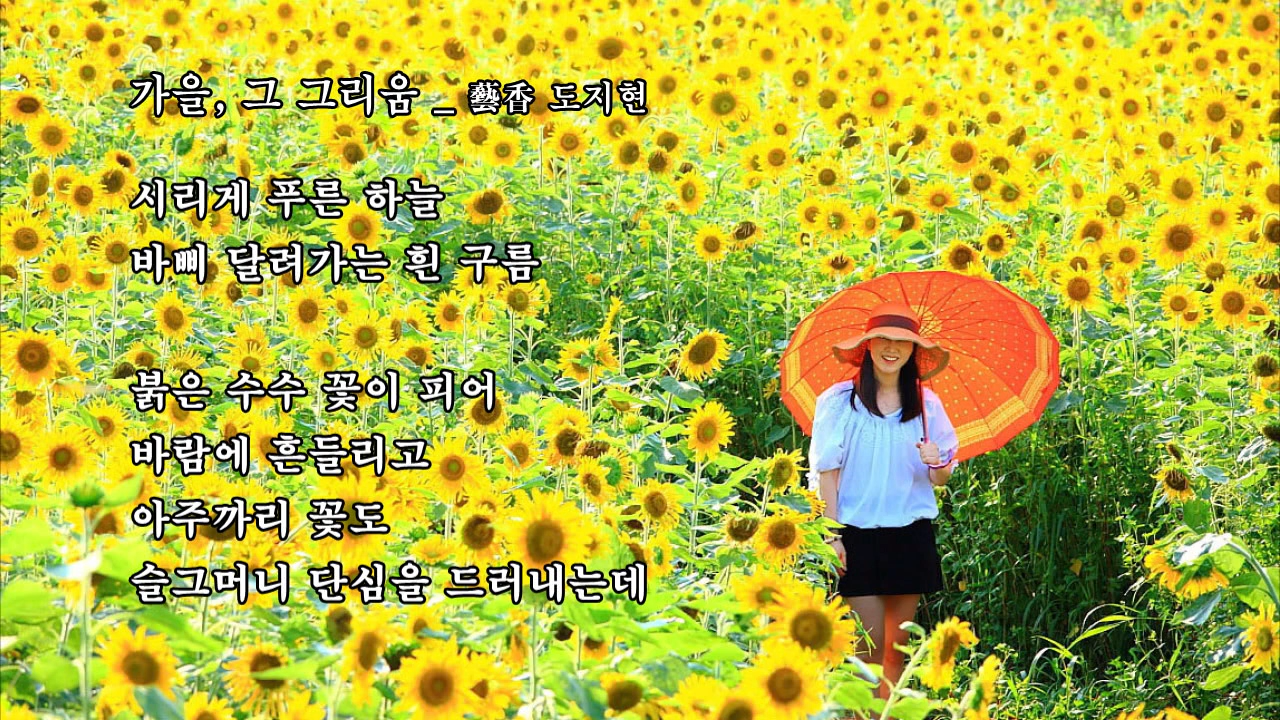 가을, 그 그리움 _ 藝香 도지현
시리게 푸른 하늘
바삐 달려가는 흰 구름
붉은 수수 꽃이 피어
바람에 흔들리고
아주까리 꽃도
슬그머니 단심을 드러내는데